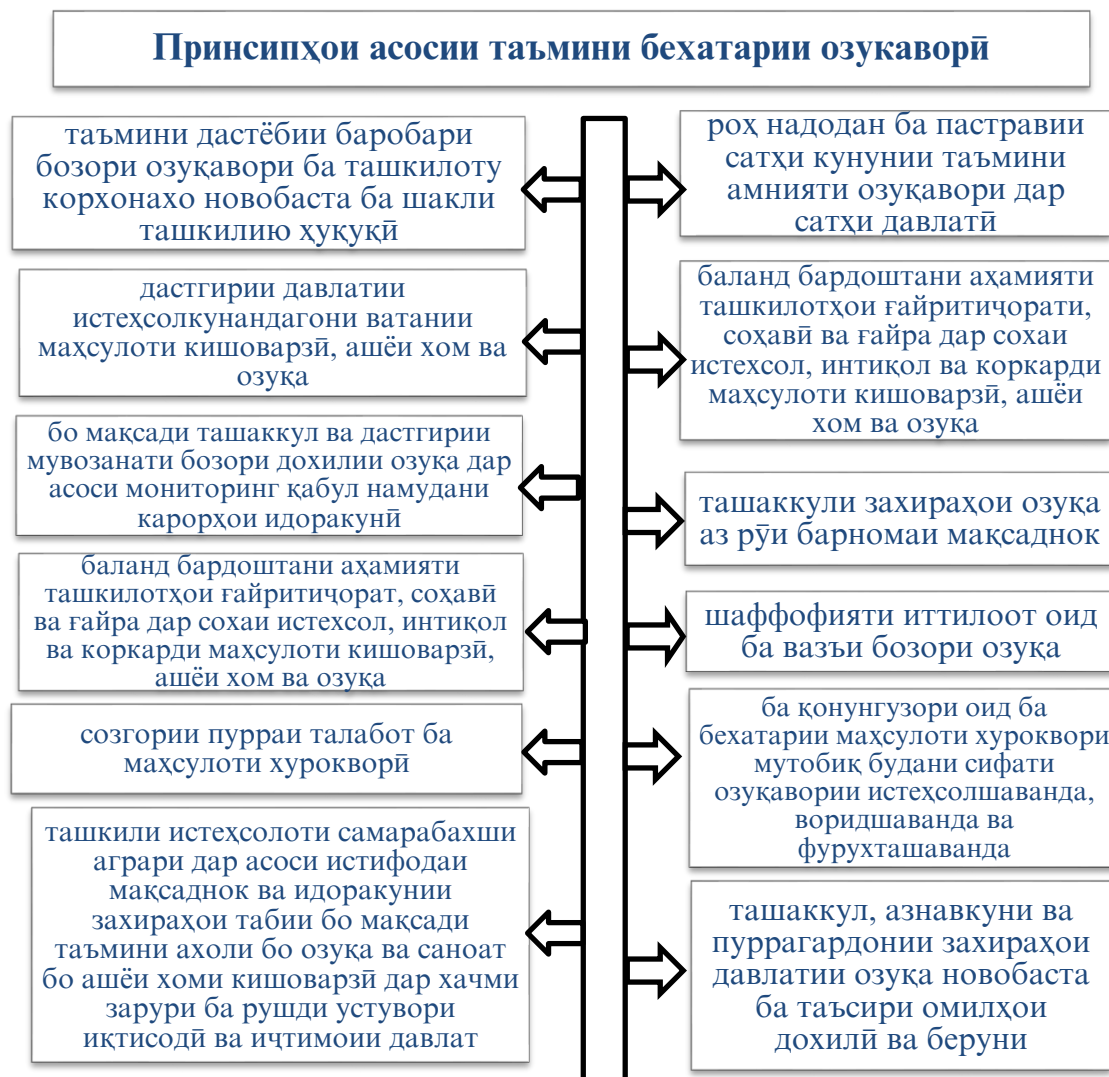 Принсипҳои асосии таъмини бехатарии озукаворӣ
таъмини дастёбии баробари
бозори озуқавори ба ташкилоту
корхонахо новобаста ба шакли
ташкилию ҳуқуқӣ
дастгирии давлатии
истеҳсолкунандагони ватании
маҳсулоти кишоварзӣ, ашёи хом ва
озуқа
бо мақсади ташаккул ва дастгирии
мувозанати бозори дохилии озуқа дар
асоси мониторинг қабул намудани
карорҳои идоракунӣ
баланд бардоштани аҳамияти
ташкилотҳои ғайритиҷорат, соҳавӣ
ва ғайра дар сохаи истехсол, интиқол
ва коркарди маҳсулоти кишоварзӣ,
ашёи хом ва озуқа
созгории пурраи талабот ба
маҳсулоти хурокворӣ
ташкили истеҳсолоти самарабахши
аграри дар асоси истифодаи
мақсаднок ва идоракунии
захираҳои табии бо мақсади
таъмини ахоли бо озуқа ва саноат
бо ашёи хоми кишоварзӣ дар хачми
зарури ба рушди устувори
иқтисодӣ ва иҷтимоии давлат
роҳ надодан ба пастравии
сатҳи кунунии таъмини
амнияти озуқавори дар
сатҳи давлатӣ
баланд бардоштани аҳамияти
ташкилотҳои ғайритиҷорати,
соҳавӣ ва ғайра дар сохаи
истехсол, интиқол ва коркарди
маҳсулоти кишоварзӣ, ашёи
хом ва озуқа
ташаккули захираҳои озуқа
аз рӯи барномаи мақсаднок
шаффофияти иттилоот оид
ба вазъи бозори озуқа
ба қонунгузори оид ба
бехатарии маҳсулоти хуроквори
мутобиқ будани сифати
озуқавории истеҳсолшаванда,
воридшаванда ва
фурухташаванда
ташаккул, азнавкуни ва
пуррагардонии захираҳои
давлатии озуқа новобаста
ба таъсири омилҳои
дохилӣ ва беруни